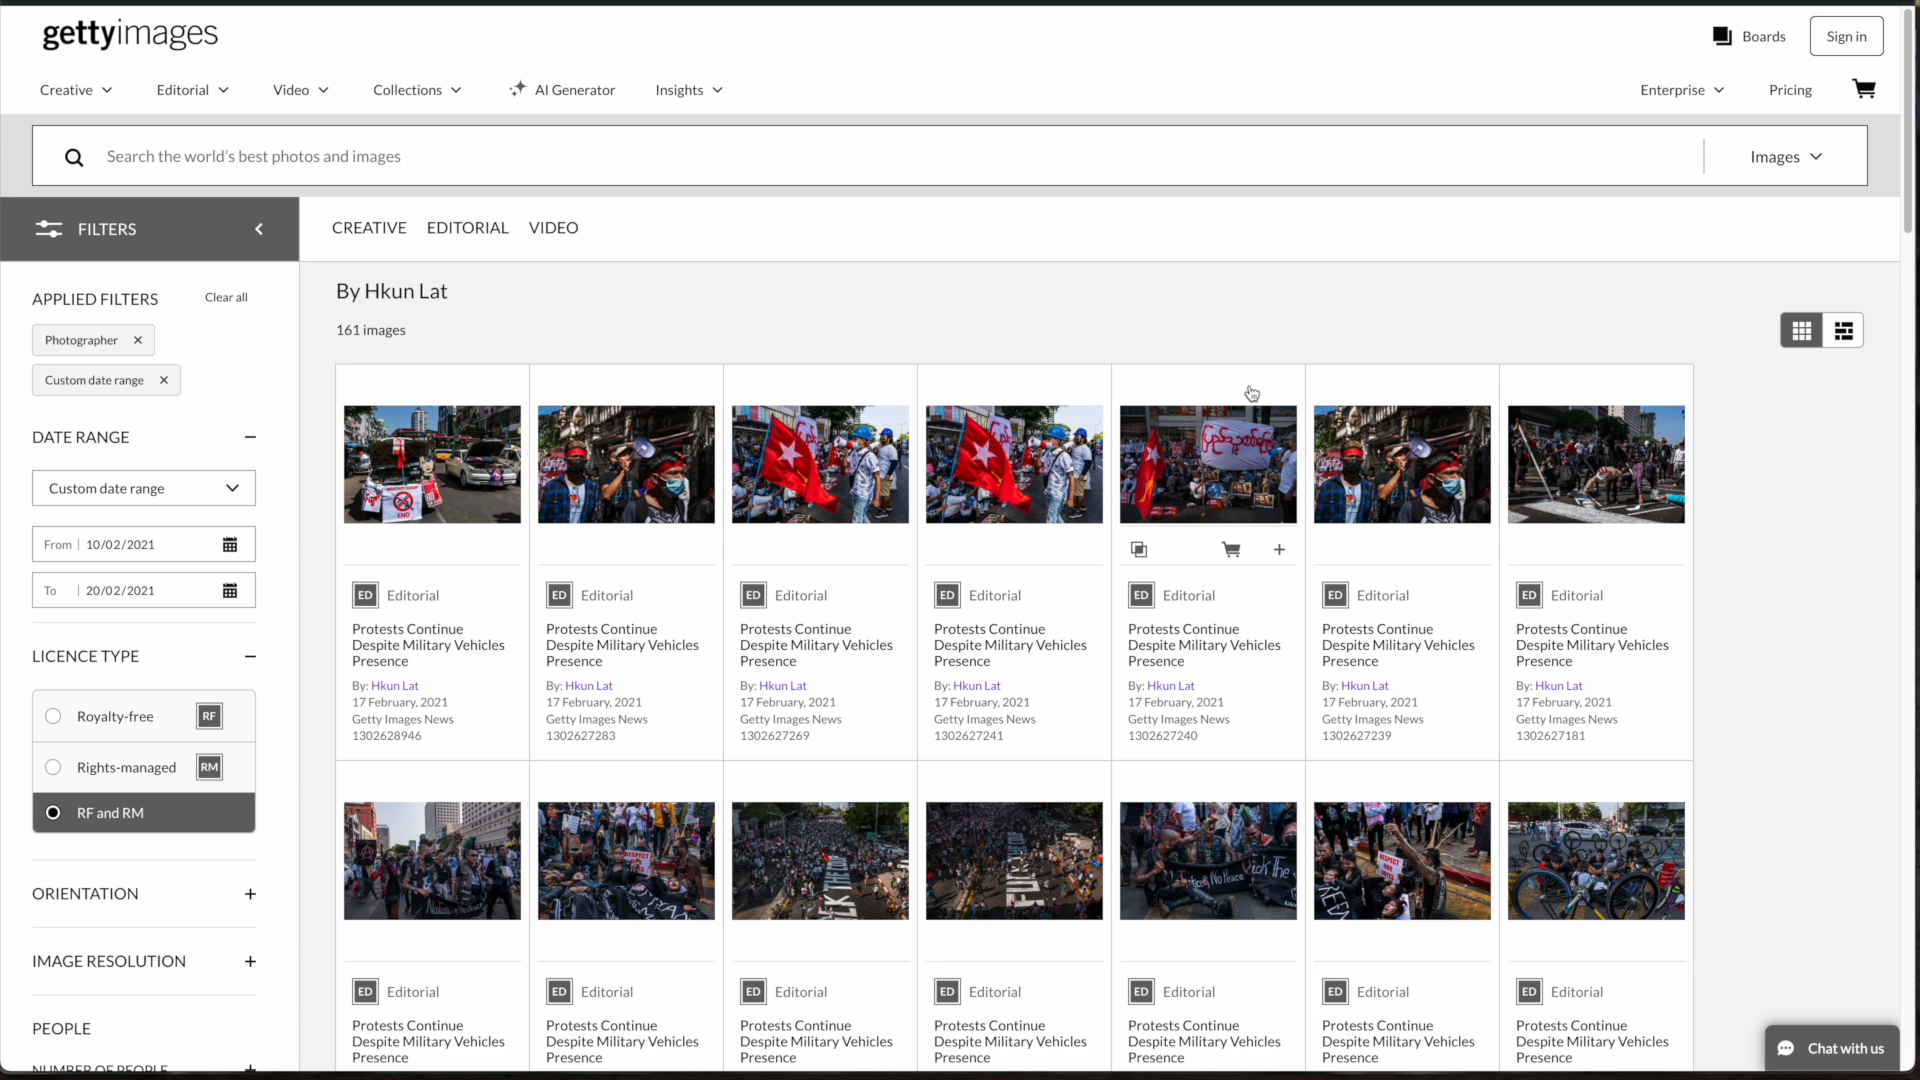 gettyimages
Boards
Sign in
Creative
Editorial
Video
Collections
AI Generator
Insights
Enterprise
Pricing
Search the world's best photos and images
Images
FILTERS
CREATIVE EDITORIAL VIDEO
APPLIED FILTERS
Clear all
Photographer
Custom date range
DATE RANGE
Custom date range
From 10/02/2021
To 20/02/2021
LICENCE TYPE
Royalty-free RF
Rights-managed RM
RF and RM
ORIENTATION
IMAGE RESOLUTION
PEOPLE
NUMBER OF PEOPLE
By Hkun Lat
161 images
ED Editorial
Protests Continue
Despite Military Vehicles
Presence
By: Hkun Lat
17 February, 2021
Getty Images News
1302628946
ED Editorial
Protests Continue
Despite Military Vehicles
Presence
By: Hkun Lat
17 February, 2021
Getty Images News
1302627283
ED Editorial
Protests Continue
Despite Military Vehicles
Presence
By: Hkun Lat
17 February, 2021
Getty Images News
1302627269
ED Editorial
Protests Continue
Despite Military Vehicles
Presence
By: Hkun Lat
17 February, 2021
Getty Images News
1302627241
ED Editorial
Protests Continue
Despite Military Vehicles
Presence
By: Hkun Lat
17 February, 2021
Getty Images News
1302627240
ED Editorial
Protests Continue
Despite Military Vehicles
Presence
By: Hkun Lat
17 February, 2021
Getty Images News
1302627239
ED Editorial
Protests Continue
Despite Military Vehicles
Presence
By: Hkun Lat
17 February, 2021
Getty Images News
1302627181
END
RESPECT
RESPECT
ED Editorial
Protests Continue
Despite Military Vehicles
Presence
ED Editorial
Protests Continue
Despite Military Vehicles
Presence
ED Editorial
Protests Continue
Despite Military Vehicles
Presence
ED Editorial
Protests Continue
Despite Military Vehicles
Presence
ED Editorial
Protests Continue
Despite Military Vehicles
Presence
ED Editorial
Protests Continue
Despite Military Vehicles
Presence
ED Editorial
Protests Continue
Despite Military Vehicles
Presence
Chat with us